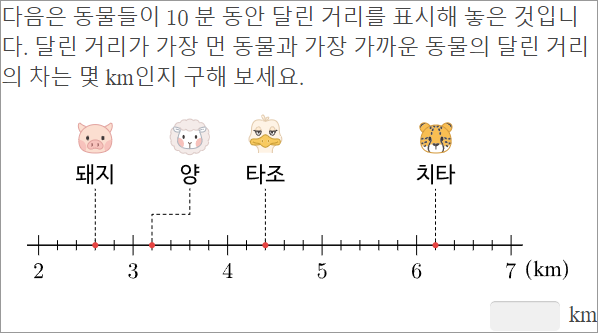 다음은 동물들이 10 분 동안 달린 거리를 표시해 놓은 것입니
다. 달린 거리가 가장 먼 동물과 가장 가까운 동물의 달린 거리
의 차는 몇 km인지 구해 보세요.
돼지 양 타조 치타
2 3 4 5 6 7 (km)
km